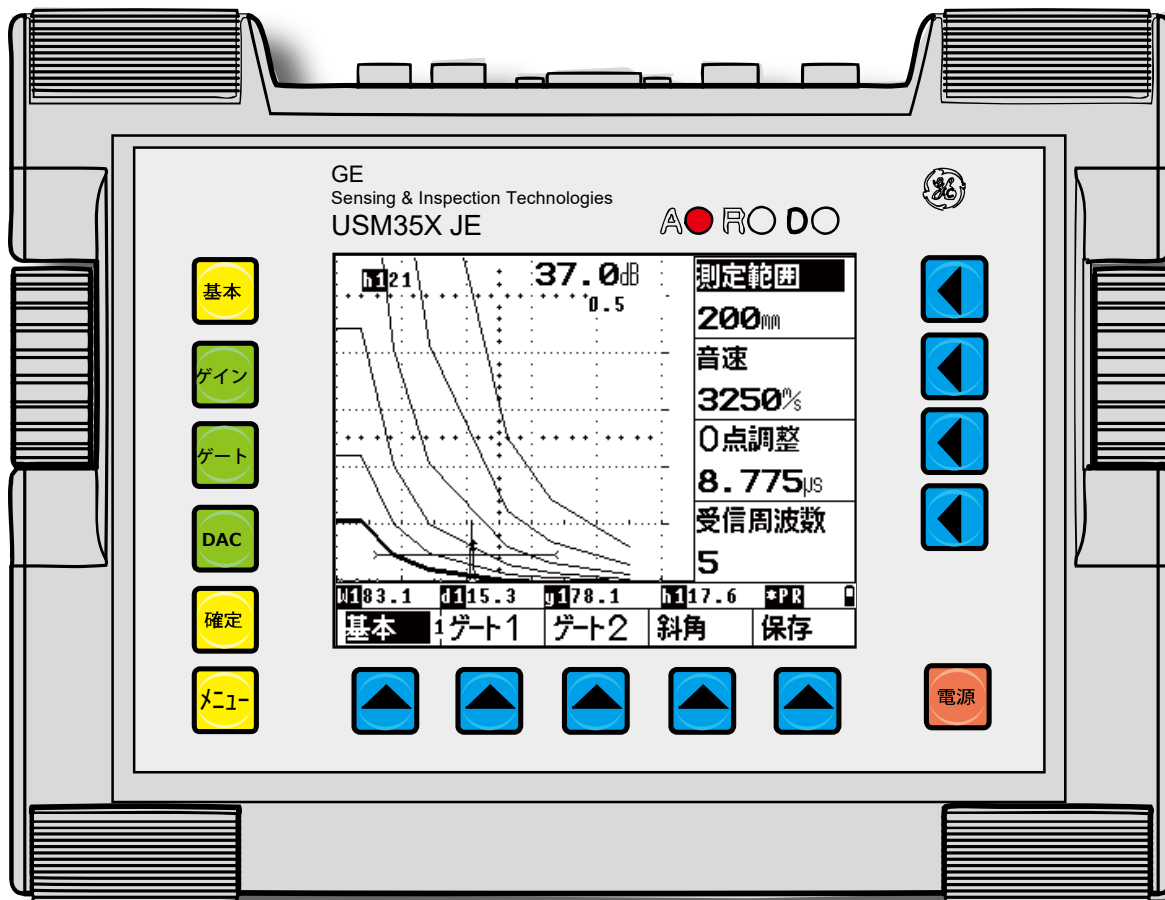 GE
Sensing & Inspection Technologies
USM35X JE
A R D
基本
ゲイン
ゲート
DAC
確定
メニュー
h121
37.0dB
0.5
測定範囲
200mm
音速
3250m/s
0点調整
8.775µs
受信周波数
5
W183.1 d115.3 y178.1 h117.6 *PR
基本 1 ゲート1 ゲート2 斜角 保存
電源